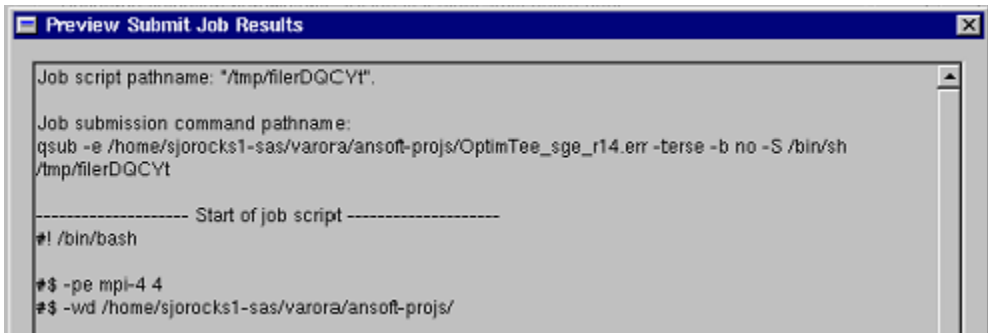 Preview Submit Job Results
Job script pathname: "/tmp/filerDQCYt".
Job submission command pathname:
qsub -e /home/sjorocks1-sas/varora/ansoft-projs/OptimTee_sge_r14.err -terse -b no -S /bin/sh
/tmp/filerDQCYt
-------------------- Start of job script --------------------
#! /bin/bash
#$ -pe mpi-4 4
#$ -wd /home/sjorocks1-sas/varora/ansoft-projs/